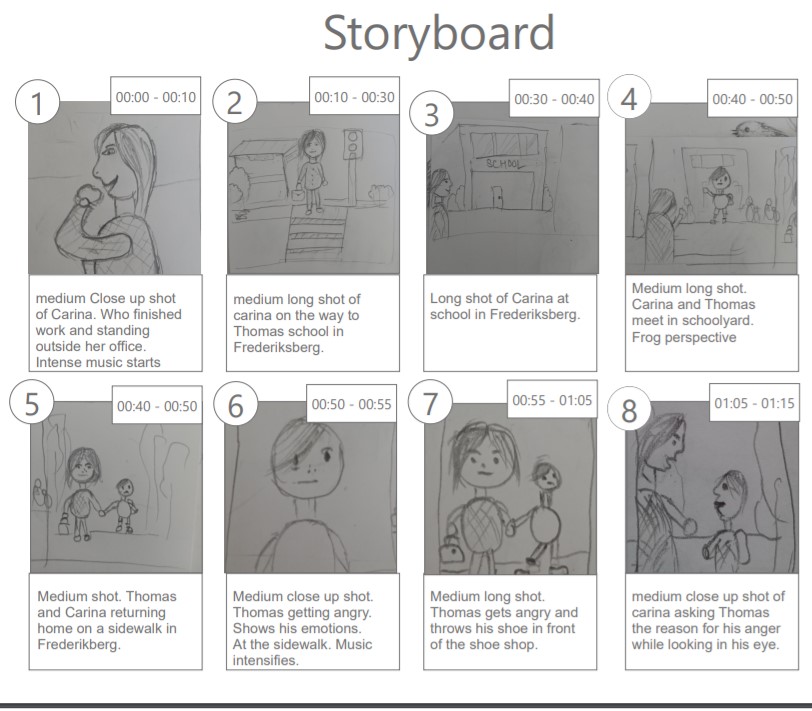 Storyboard
1
00:00 - 00:10
medium Close up shot
of Carina. Who finished
work and standing
outside her office.
Intense music starts
2
00:10 - 00:30
medium long shot of
carina on the way to
Thomas school in
Frederiksberg.
3
00:30 - 00:40
SCHOOL
Long shot of Carina at
school in Frederiksberg.
4
00:40 - 00:50
Medium long shot.
Carina and Thomas
meet in schoolyard.
Frog perspective
5
00:40 - 00:50
Medium shot. Thomas
and Carina returning
home on a sidewalk in
Frederikberg.
6
00:50 - 00:55
Medium close up shot.
Thomas getting angry.
Shows his emotions.
At the sidewalk. Music
intensifies.
7
00:55 - 01:05
Medium long shot.
Thomas gets angry and
throws his shoe in front
of the shoe shop.
8
01:05 - 01:15
medium close up shot of
carina asking Thomas
the reason for his anger
while looking in his eye.